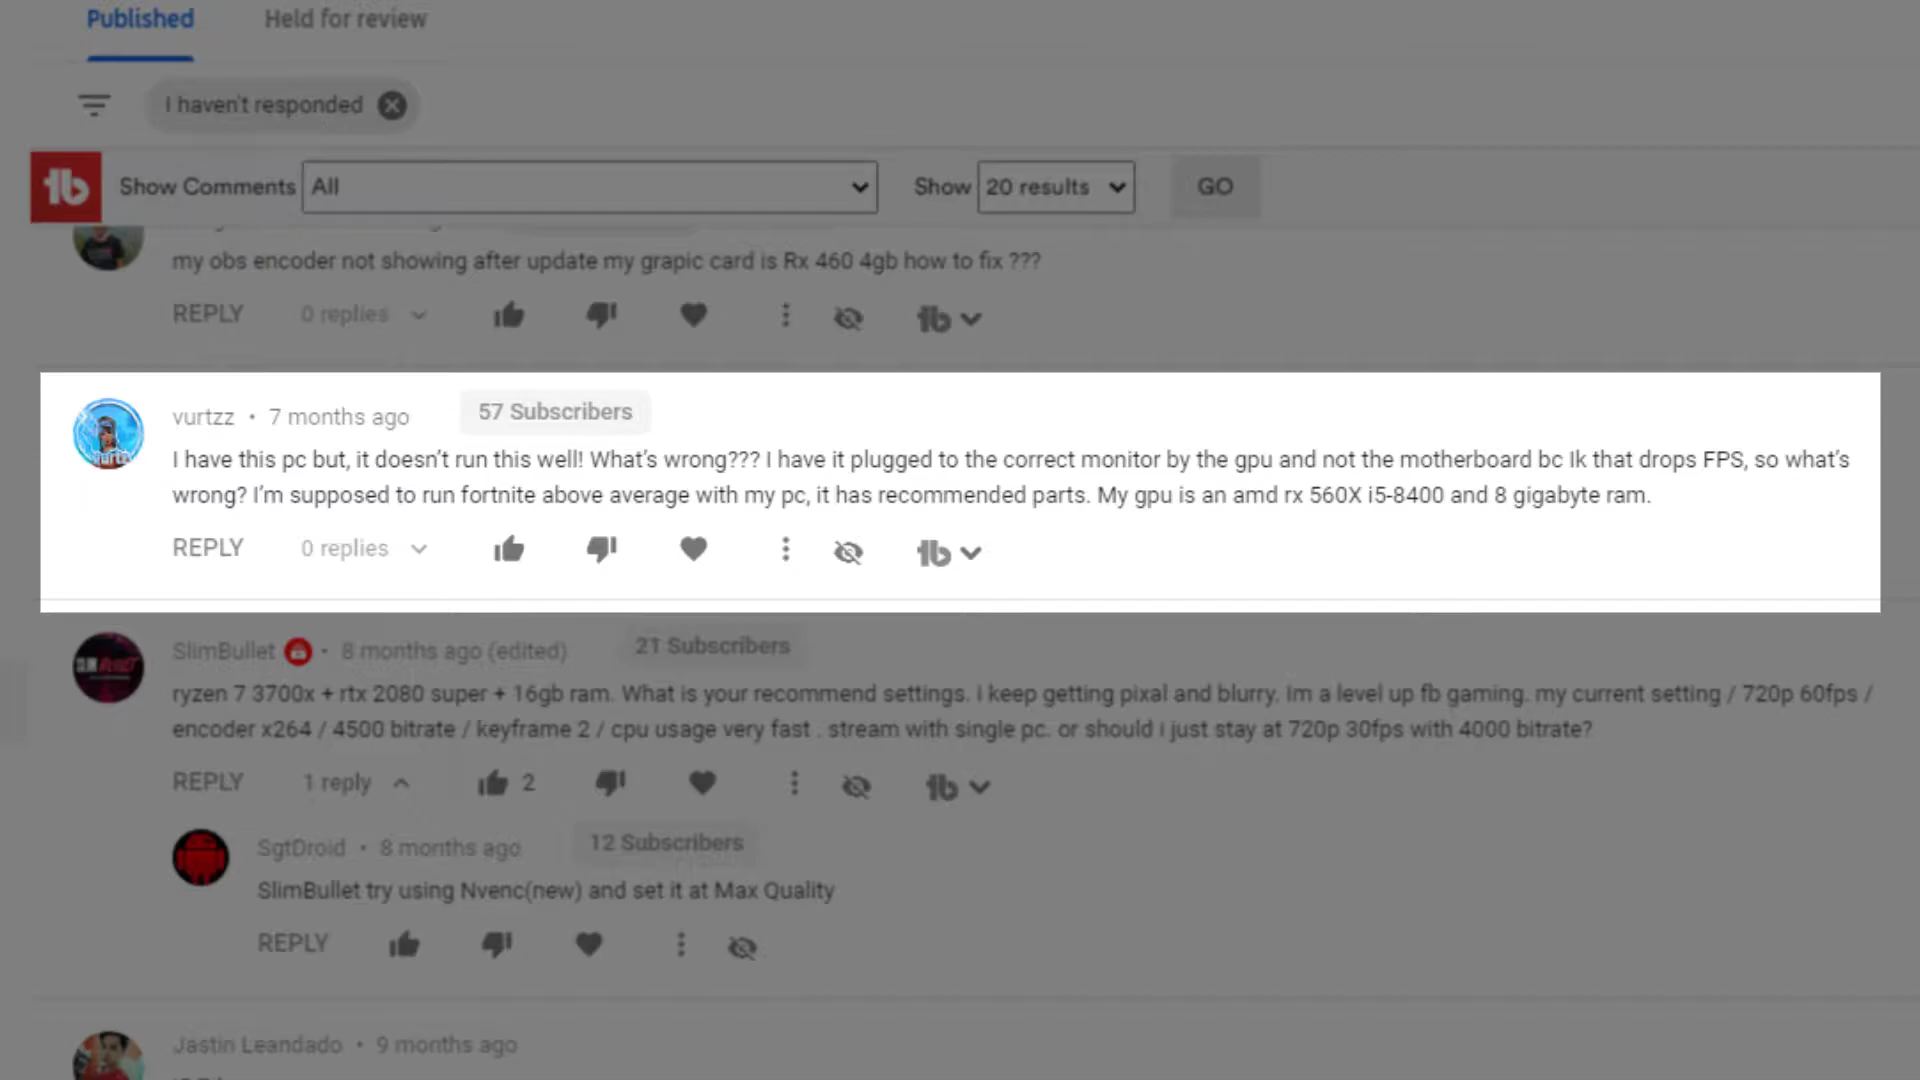 Published
Held for review
I haven't responded
Show Comments All
Show 20 results
GO
my obs encoder not showing after update my grapic card is Rx 460 4gb how to fix ???
REPLY 0 replies
vurtzz • 7 months ago 57 Subscribers
I have this pc but, it doesn't run this well! What's wrong??? I have it plugged to the correct monitor by the gpu and not the motherboard bc Ik that drops FPS, so what's
wrong? I'm supposed to run fortnite above average with my pc, it has recommended parts. My gpu is an amd rx 560X i5-8400 and 8 gigabyte ram.
REPLY 0 replies
SlimBullet • 8 months ago (edited) 21 Subscribers
ryzen 7 3700x + rtx 2080 super + 16gb ram. What is your recommend settings. I keep getting pixal and blurry. Im a level up fb gaming. my current setting / 720p 60fps /
encoder x264 / 4500 bitrate / keyframe 2 / cpu usage very fast . stream with single pc. or should i just stay at 720p 30fps with 4000 bitrate?
REPLY 1 reply 2
SgtDroid • 8 months ago 12 Subscribers
SlimBullet try using Nvenc(new) and set it at Max Quality
REPLY
Jastin Leandado • 9 months ago